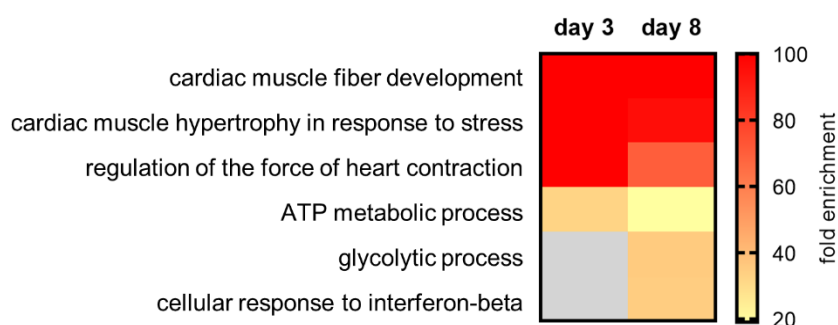 day 3 day 8
cardiac muscle fiber development
cardiac muscle hypertrophy in response to stress
regulation of the force of heart contraction
ATP metabolic process
glycolytic process
cellular response to interferon-beta
100
80
60
40
20
fold enrichment